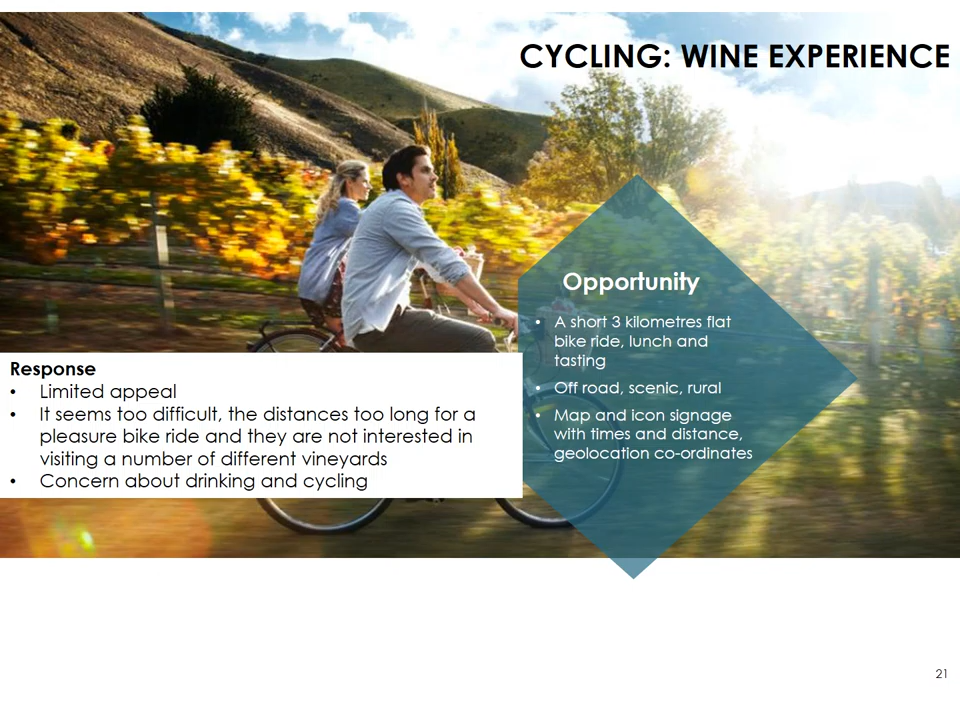 CYCLING: WINE EXPERIENCE
Response
• Limited appeal
• It seems too difficult, the distances too long for a
pleasure bike ride and they are not interested in
visiting a number of different vineyards
• Concern about drinking and cycling
Opportunity
• A short 3 kilometres flat
bike ride, lunch and
tasting
• Off road, scenic, rural
• Map and icon signage
with times and distance,
geolocation co-ordinates
21